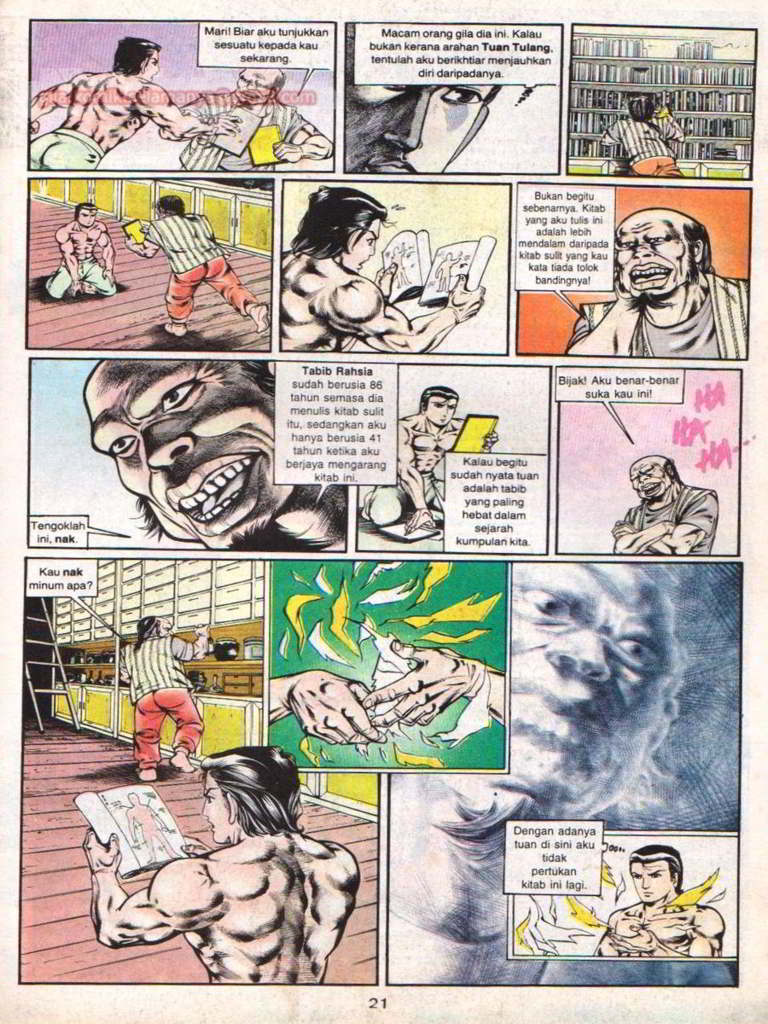 Mari! Biar aku tunjukkan
sesuatu kepada kau
sekarang.
Macam orang gila dia ini. Kalau
bukan kerana arahan Tuan Tulang,
tentulah aku berikhtiar menjauhkan
diri daripadanya.
Bukan begitu
sebenarnya. Kitab
yang aku tulis ini
adalah lebih
mendalam daripada
kitab sulit yang kau
kata tiada tolok
bandingnya!
Tengoklah
ini, nak.
Tabib Rahsia
sudah berusia 86
tahun semasa dia
menulis kitab sulit
itu, sedangkan aku
hanya berusia 41
tahun ketika aku
berjaya mengarang
kitab ini.
Kalau begitu
sudah nyata tuan
adalah tabib
yang paling
hebat dalam
sejarah
kumpulan kita.
Bijak! Aku benar-benar
suka kau ini!
HA
HA
HA---
Kau nak
minum apa?
Dengan adanya
tuan di sini aku
tidak
pertukan
kitab ini lagi.
21